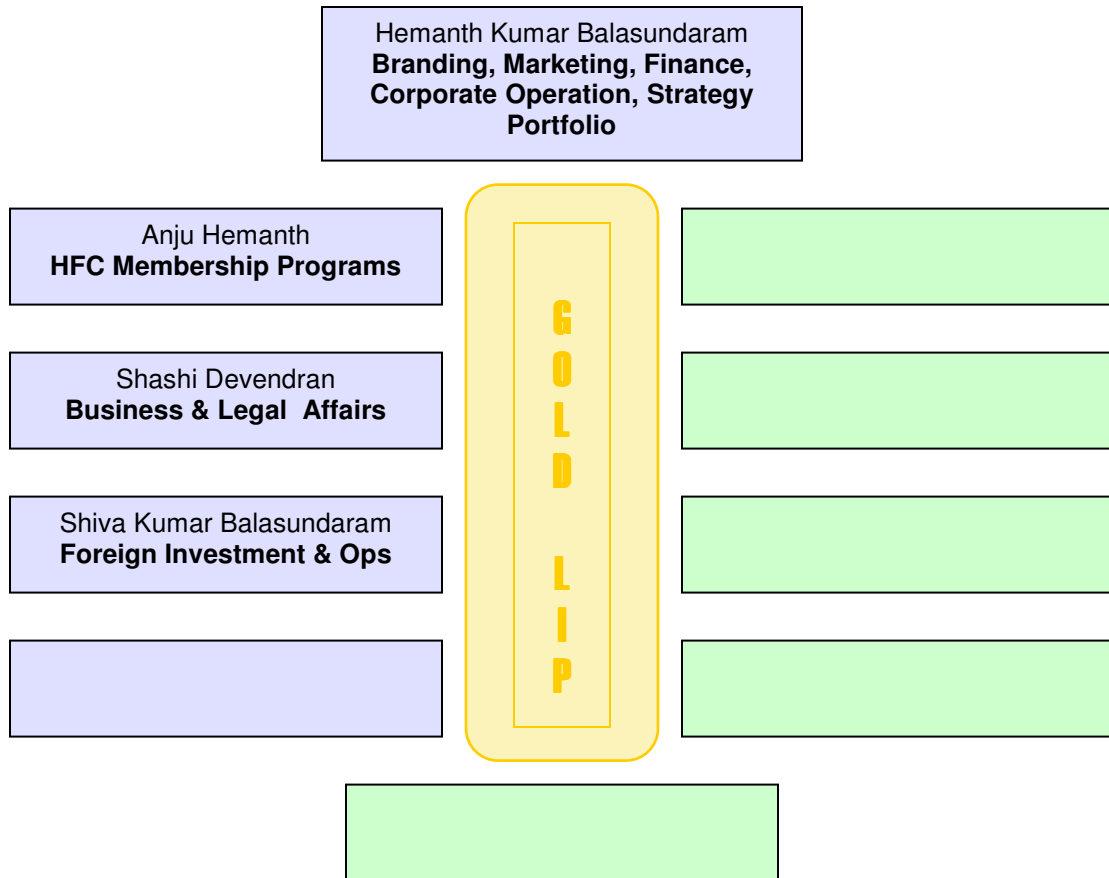 Hemanth Kumar Balasundaram
Branding, Marketing, Finance,
Corporate Operation, Strategy
Portfolio
Anju Hemanth
HFC Membership Programs
Shashi Devendran
Business & Legal  Affairs
Shiva Kumar Balasundaram
Foreign Investment & Ops
GOLD LIP